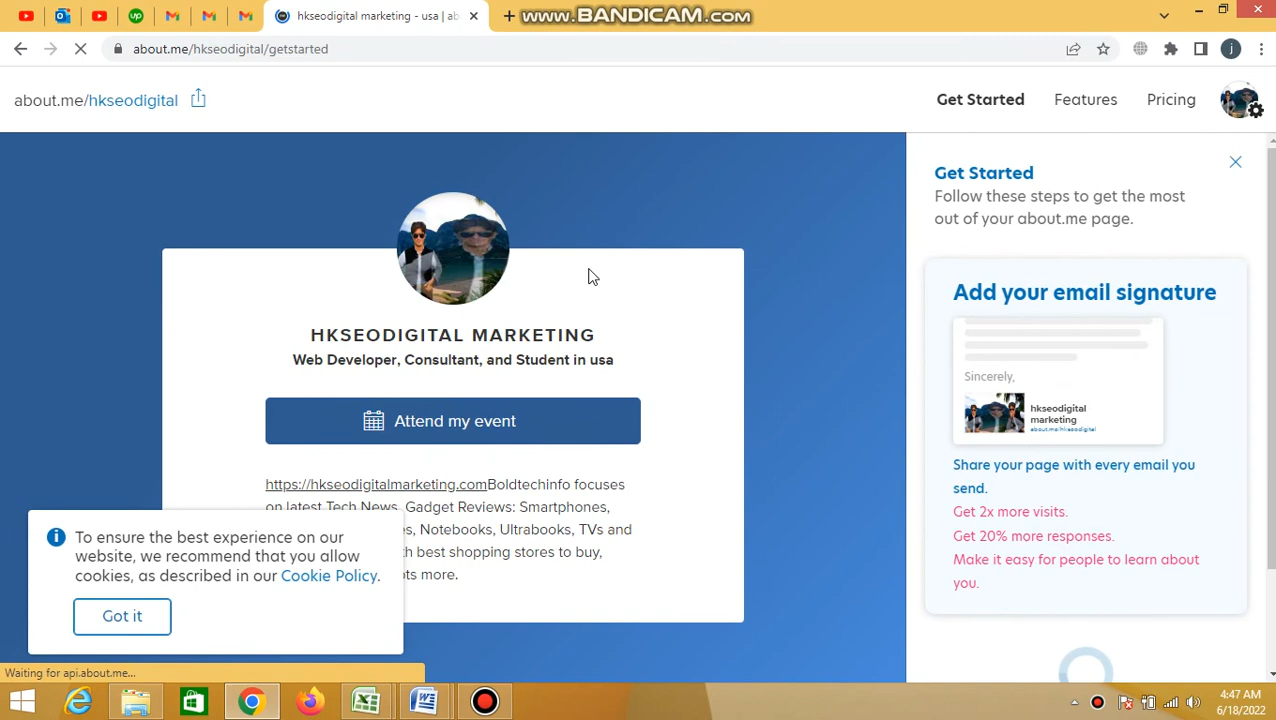 hkseodigital marketing - usa | ab
www.BANDICAM.com
about.me/hkseodigital/getstarted
j
about.me/hkseodigital
Get Started
Features
Pricing
Get Started
Follow these steps to get the most
out of your about.me page.
Add your email signature
Sincerely,
hkseodigital
marketing
about.me/hkseodigital
Share your page with every email you
send.
Get 2x more visits.
Get 20% more responses.
Make it easy for people to learn about
you.
HKSEODIGITAL MARKETING
Web Developer, Consultant, and Student in usa
Attend my event
https://hkseodigitalmarketing.comBoldtechinfo focuses
on latest Tech News, Gadget Reviews: Smartphones,
es, Notebooks, Ultrabooks, TVs and
th best shopping stores to buy,
ots more.
To ensure the best experience on our
website, we recommend that you allow
cookies, as described in our Cookie Policy.
Got it
Waiting for api.about.me...
4:47 AM
6/18/2022